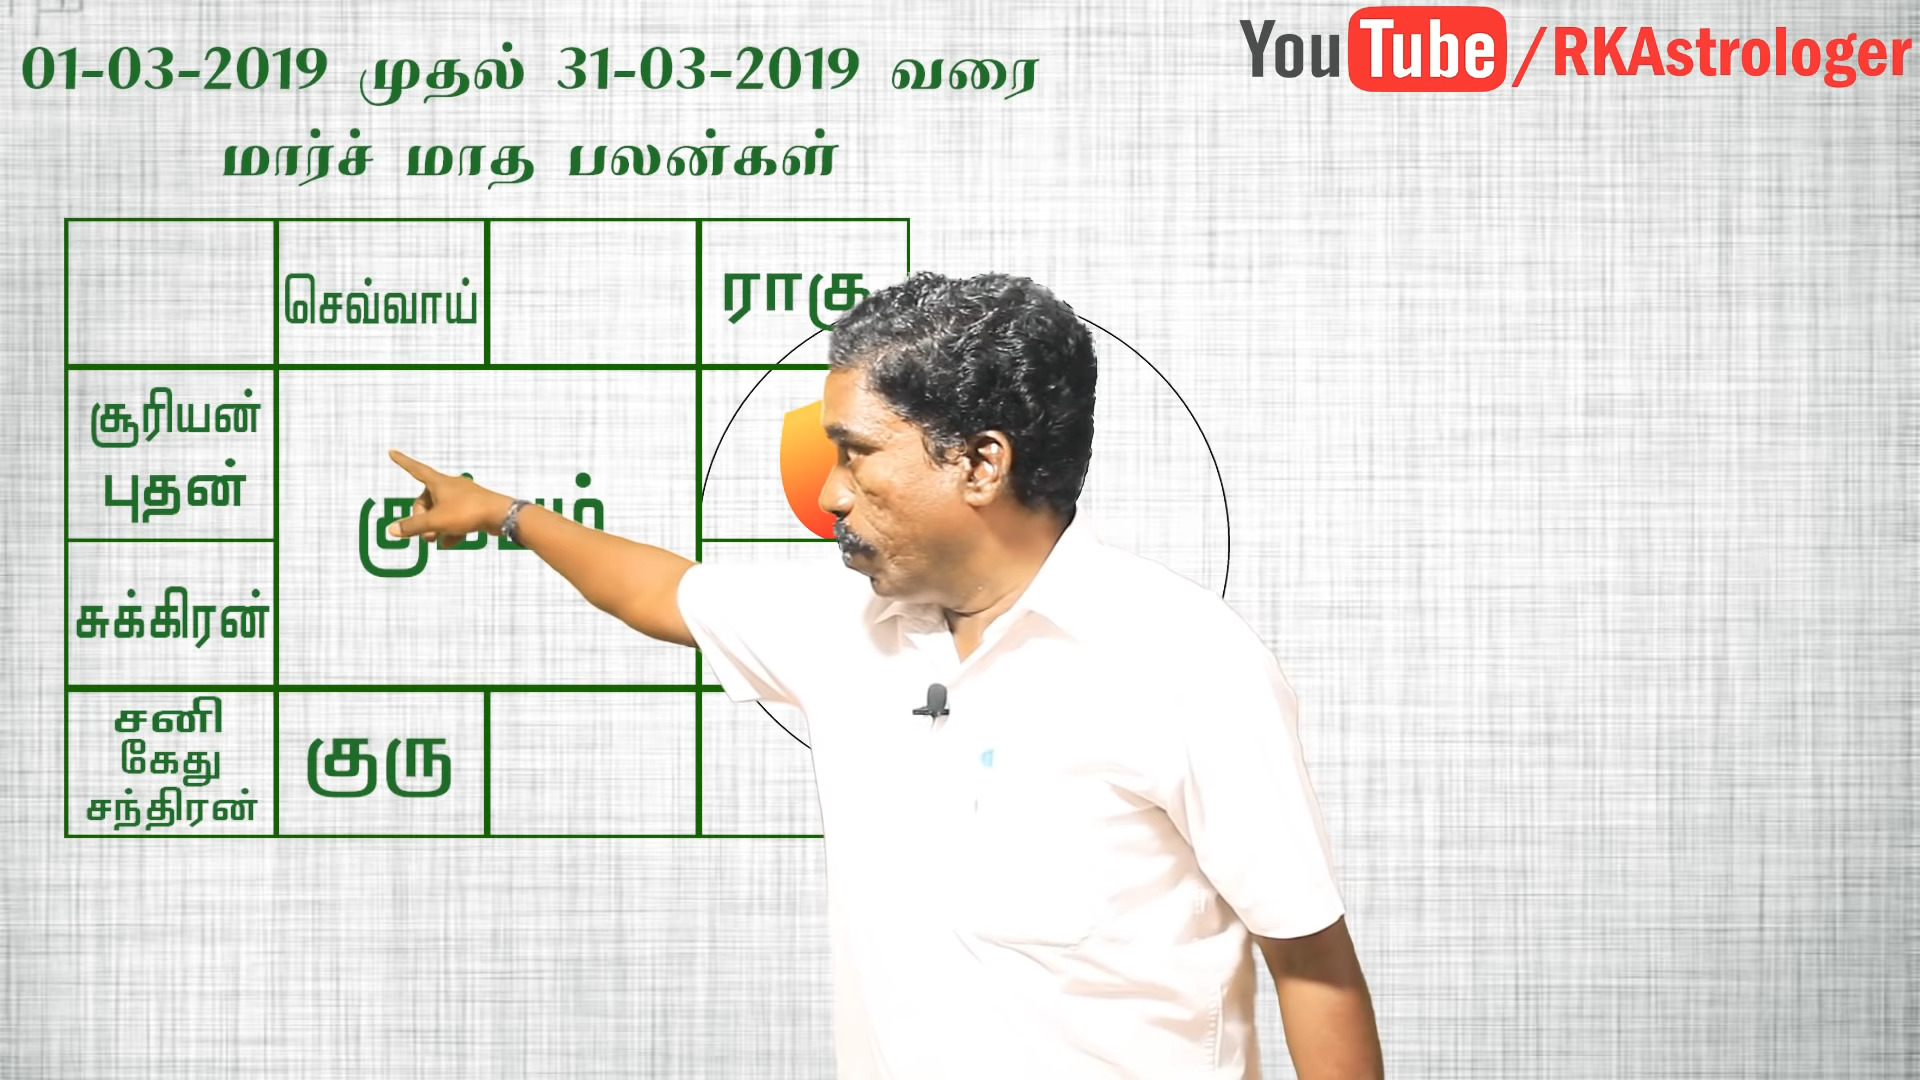 01-03-2019 முதல் 31-03-2019 வரை
YouTube/RKAstrologer
மார்ச் மாத பலன்கள்
செவ்வாய்
ராகு
சூரியன்
புதன்
சுக்கிரன்
சனி
கேது
சந்திரன்
குரு